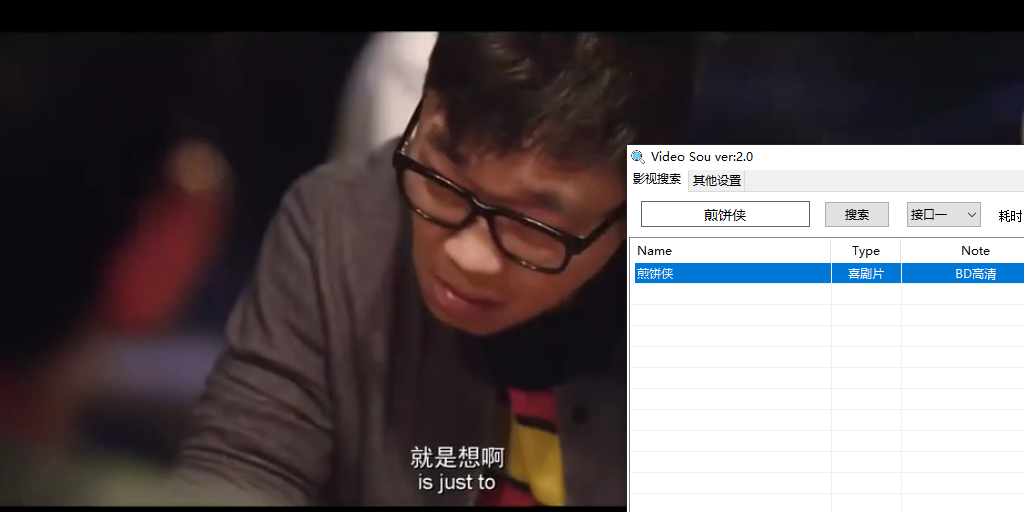 Video Sou ver:2.0
影视搜索 其他设置
煎饼侠 搜索 接口一 耗时
Name Type Note
煎饼侠 喜剧片 BD高清
就是想啊
is just to